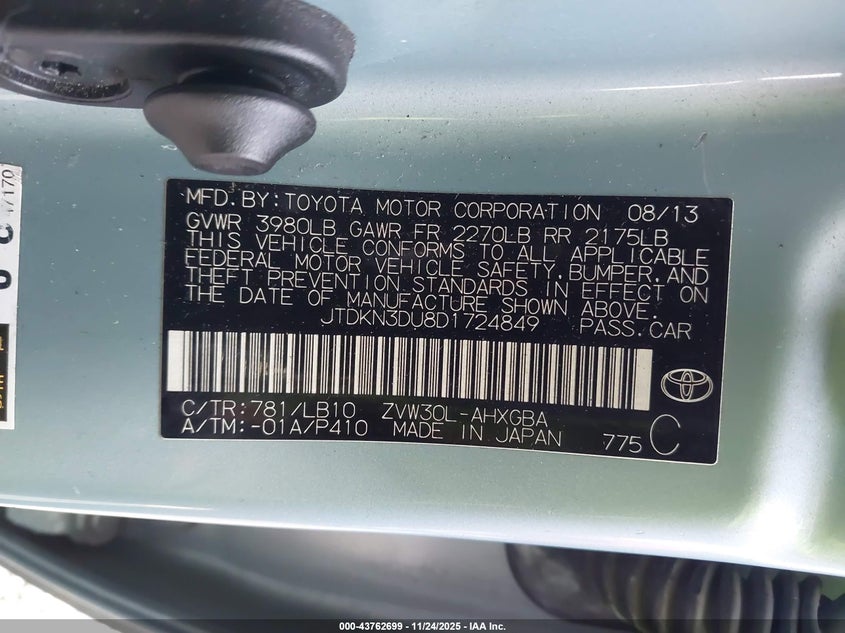 MFD.BY:TOYOTA MOTOR CORPORATION 08/13
GVWR 3980LB GAWR FR 2270LB RR 2175LB
THIS VEHICLE CONFORMS TO ALL APPLICABLE
FEDERAL MOTOR VEHICLE SAFETY,BUMPER,AND
THEFT PREVENTION STANDARDS IN EFFECT ON
THE DATE OF MANUFACTURE SHOWN ABOVE.
JTDKN3DU8D1724849 PASS.CAR
C/TR:781/LB10 ZVW30L-AHXGBA
A/TM:-01A/P410 MADE IN JAPAN 775 C
000-43762699 - 11/24/2025 - IAA Inc.